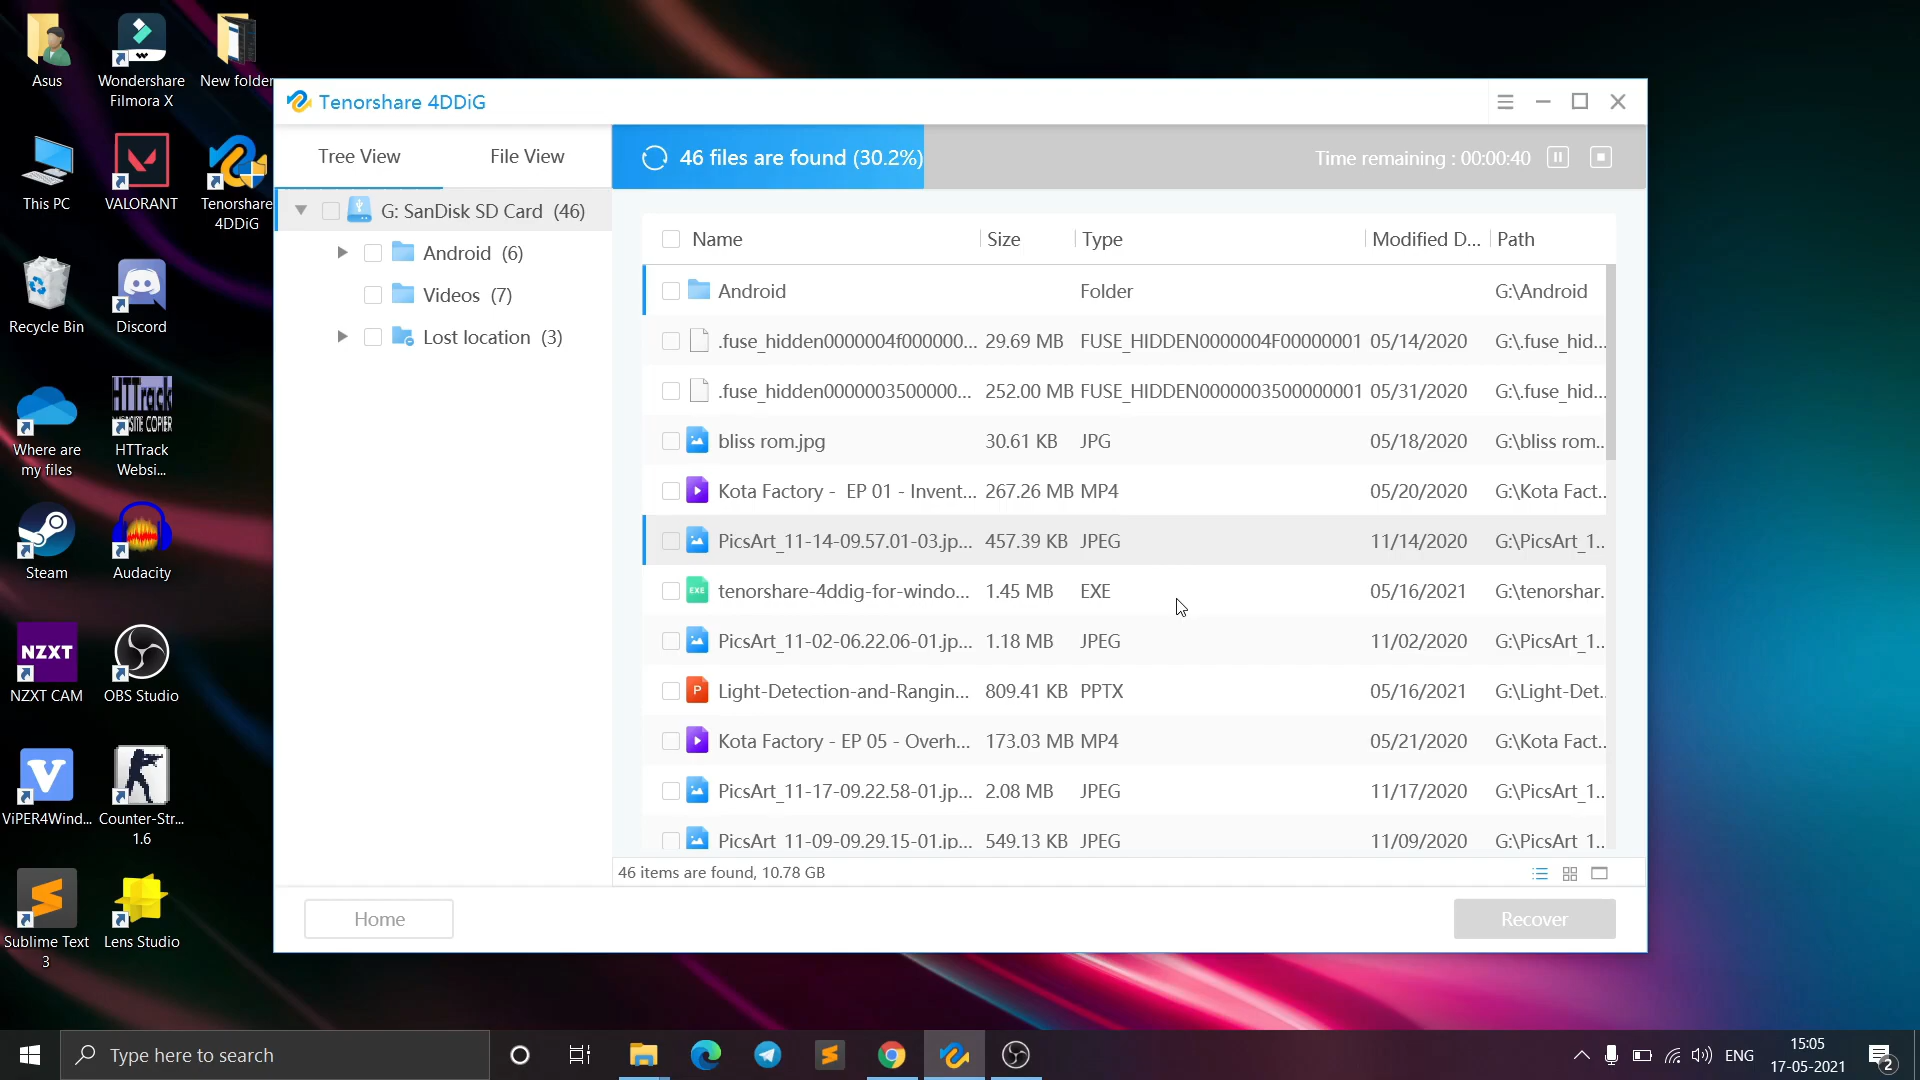 Asus
Wondershare
Filmora X
New folder
This PC
VALORANT
Tenorshare
4DDiG
Recycle Bin
Discord
Where are
my files
HTTrack
WEBSITE COPIER
HTTrack
Websi...
Steam
Audacity
NZXT
NZXT CAM
OBS Studio
ViPER4Wind...
Counter-Str...
1.6
Sublime Text
3
Lens Studio
Tenorshare 4DDiG
Tree View
File View
46 files are found (30.2%)
Time remaining : 00:00:40
G: SanDisk SD Card (46)
Android (6)
Videos (7)
Lost location (3)
Name Size Type Modified D... Path
Android Folder G:\Android
.fuse_hidden0000004f000000... 29.69 MB FUSE_HIDDEN0000004F00000001 05/14/2020 G:\.fuse_hid...
.fuse_hidden0000003500000... 252.00 MB FUSE_HIDDEN0000003500000001 05/31/2020 G:\.fuse_hid...
bliss rom.jpg 30.61 KB JPG 05/18/2020 G:\bliss rom...
Kota Factory - EP 01 - Invent... 267.26 MB MP4 05/20/2020 G:\Kota Fact...
PicsArt_11-14-09.57.01-03.jp... 457.39 KB JPEG 11/14/2020 G:\PicsArt_1...
EXE tenorshare-4ddig-for-windo... 1.45 MB EXE 05/16/2021 G:\tenorshar.
PicsArt_11-02-06.22.06-01.jp... 1.18 MB JPEG 11/02/2020 G:\PicsArt_1...
P Light-Detection-and-Rangin... 809.41 KB PPTX 05/16/2021 G:\Light-Det...
Kota Factory - EP 05 - Overh... 173.03 MB MP4 05/21/2020 G:\Kota Fact...
PicsArt_11-17-09.22.58-01.jp... 2.08 MB JPEG 11/17/2020 G:\PicsArt_1...
PicsArt_11-09-09.29.15-01.jp... 549.13 KB JPEG 11/09/2020 G:\PicsArt_1...
46 items are found, 10.78 GB
Home
Recover
Type here to search
ENG
15:05
17-05-2021
2